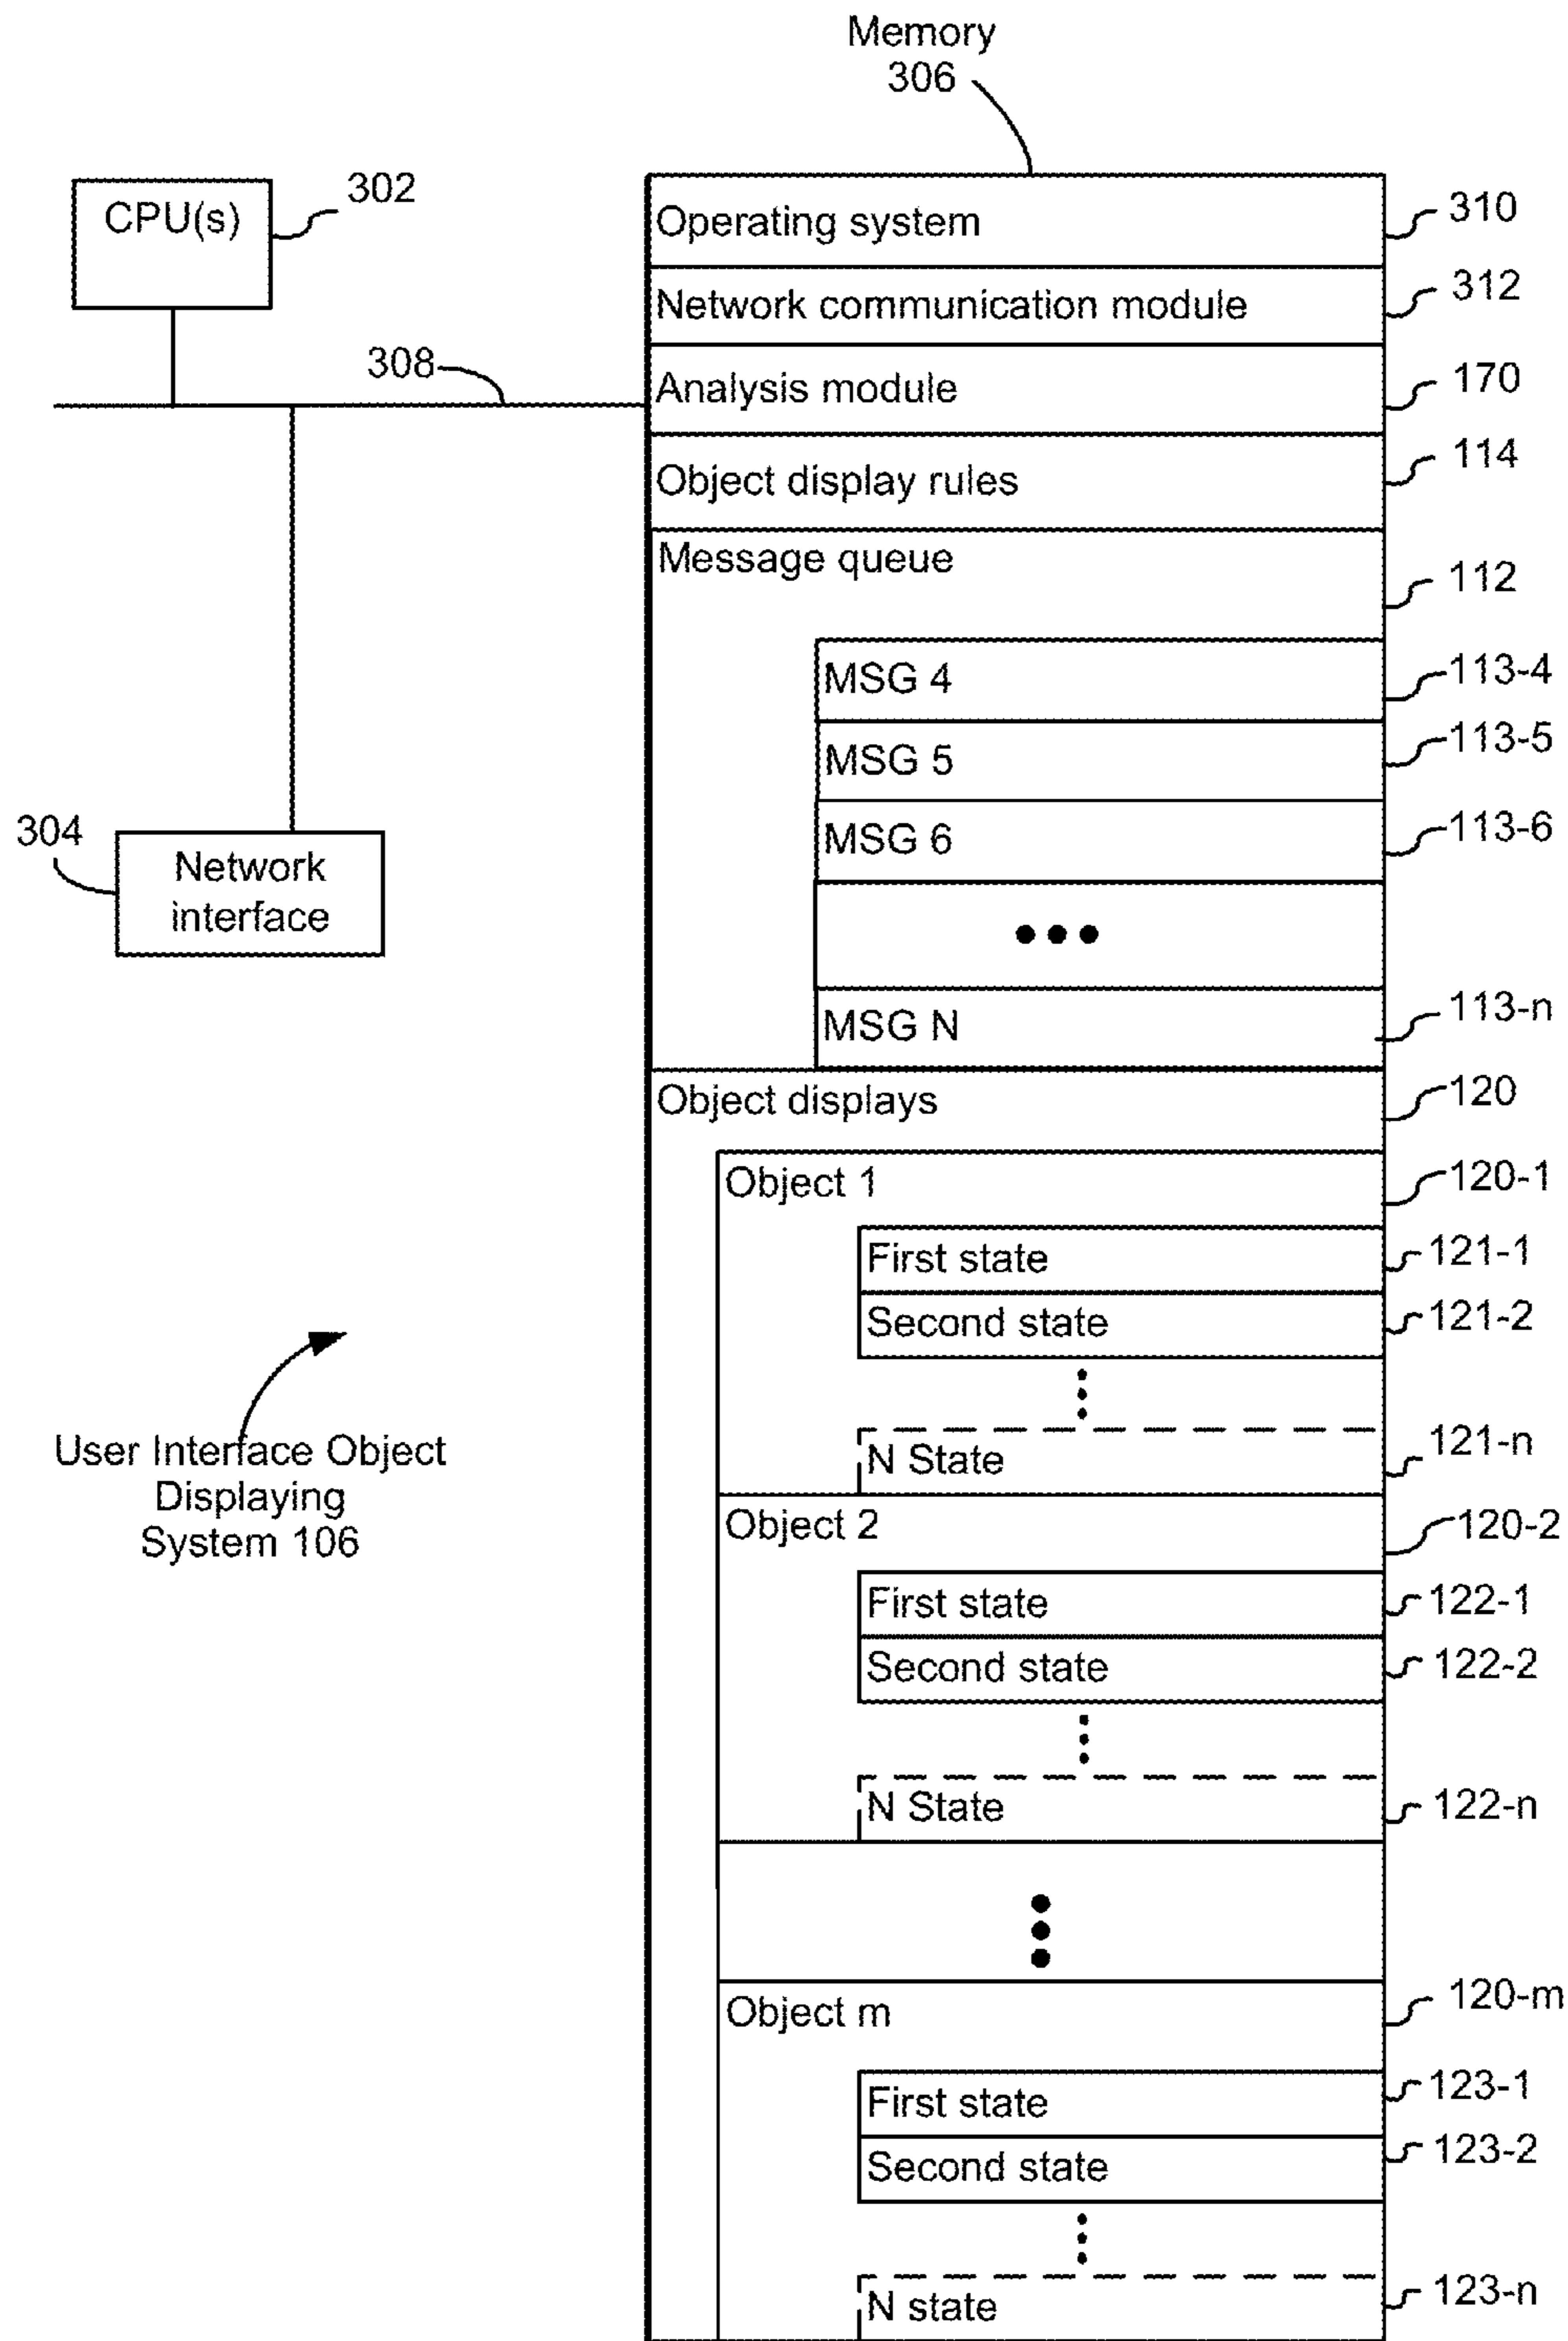 Memory
306
CPU(s)
302
308
304
Network
interface
User Interface Object
Displaying
System 106
Operating system
310
Network communication module
312
Analysis module
170
Object display rules
114
Message queue
112
MSG 4
113-4
MSG 5
113-5
MSG 6
113-6
MSG N
113-n
Object displays
120
Object 1
120-1
First state
121-1
Second state
121-2
N State
121-n
Object 2
120-2
First state
122-1
Second state
122-2
N State
122-n
Object m
120-m
First state
123-1
Second state
123-2
N state
123-n